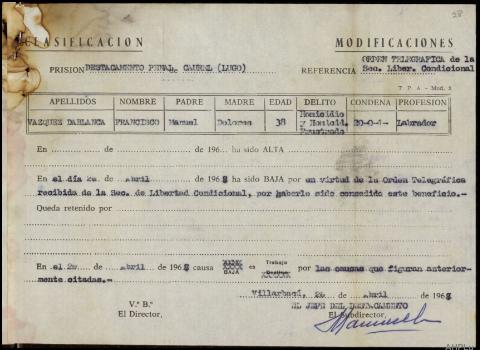 28
CLASIFICACION MODIFICACIONES
PRISION DESTACAMENTO PENAL de CAUREL (LUGO) REFERENCIA ORDEN TELEGRAFICA de la Sec. Liber. Condicional
T P A - Mod. 3
APELLIDOS NOMBRE PADRE MADRE EDAD DELITO CONDENA PROFESION
VAZQUEZ DABLANCA FRANCISCO Manuel Dolores 38 Homicidio y Homicid. Frustrado 20-0-1- Labrador
En de 196 ha sido ALTA
En el día de Abril de 196 ha sido BAJA por en virtud de la Orden Telegráfica
recibida de la Sec. de Libertad Condicional, por haberle sido concedido este beneficio.-
Queda retenido por
En el de Abril de 196 causa BAJA en Trabajo por las causas que figuran anterior-
mente citadas.-
Villarbacú, de Abril de 196
V.º B.º EL JEFE DEL DESTACAMENTO
El Director, El Subdirector,